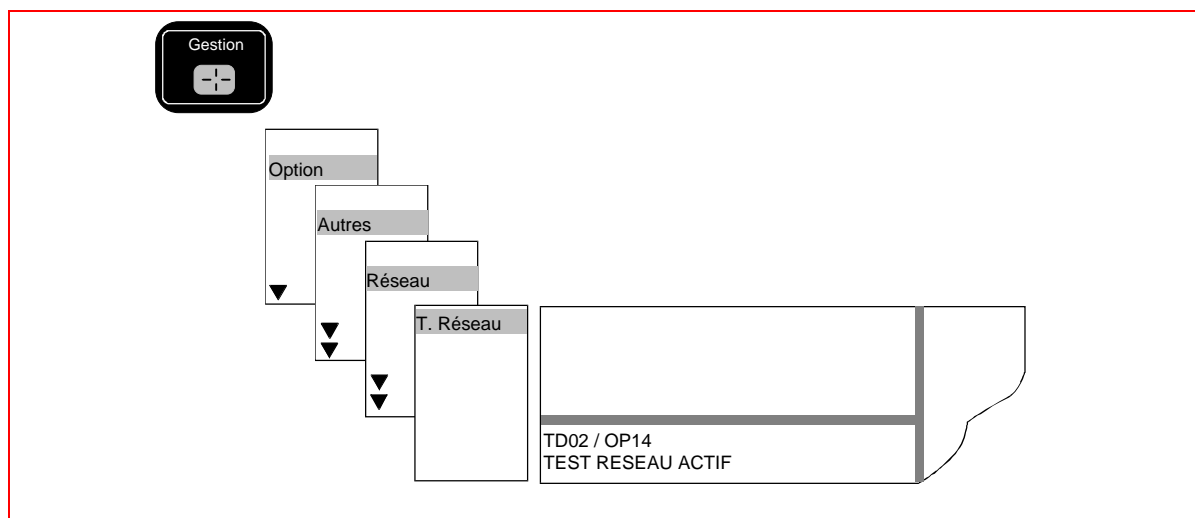 Gestion
Option
Autres
Réseau
T. Réseau
TD02 / OP14
TEST RESEAU ACTIF